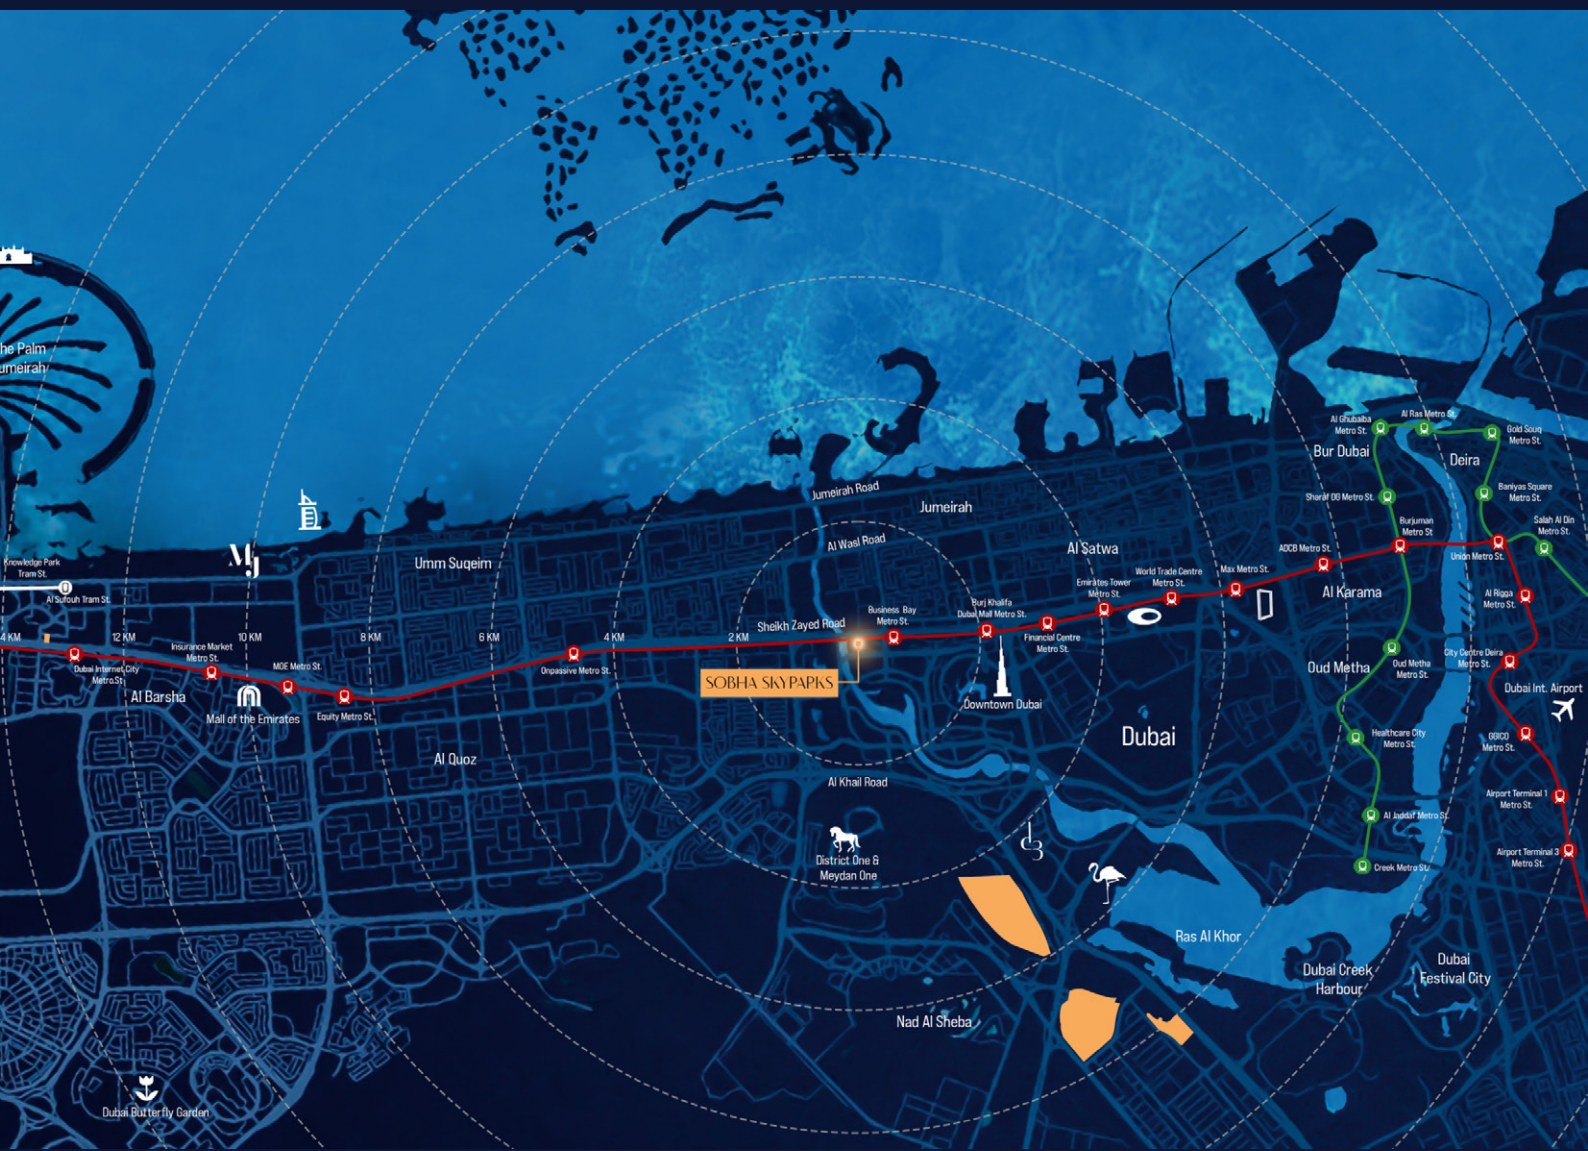 he Palm
umeirah
Al Ghubaiba
Metro St.
Al Ras Metro St.
Gold Souq
Metro St.
Bur Dubai
Deira
Jumeirah Road
Jumeirah
Sharaf DG Metro St.
Baniyas Square
Metro St.
Burjuman
Metro St
Salah Al Din
Metro St.
Al Wasl Road
Al Satwa
ADCB Metro St.
Union Metro St.
Mj
Umm Suqeim
Knowledge Park
Tram St.
Al Sufouh Tram St.
World Trade Centre
Metro St.
Max Metro St.
Emirates Tower
Metro St.
Al Karama
Al Rigga
Metro St.
Burj Khalifa
Dubai Mall Metro St.
Business Bay
Metro St.
Sheikh Zayed Road
Financial Centre
Metro St.
4 KM
12 KM
10 KM
8 KM
6 KM
4 KM
2 KM
Insurance Market
Metro St.
MOE Metro St.
Onpassive Metro St.
Dubai Internet City
Metro St
Al Barsha
Mall of the Emirates
Equity Metro St.
SOBHA SKYPARKS
Downtown Dubai
Oud Metha
Oud Metha
Metro St.
City Centre Deira
Metro St.
Dubai Int. Airport
Dubai
Healthcare City
Metro St.
GGICO
Metro St.
Al Quoz
Al Khail Road
Airport Terminal 1
Metro St.
Al Jaddaf Metro St.
District One &
Meydan One
Airport Terminal 3
Metro St.
Creek Metro St.
Ras Al Khor
Dubai Creek
Harbour
Dubai
Festival City
Nad Al Sheba
Dubai Butterfly Garden